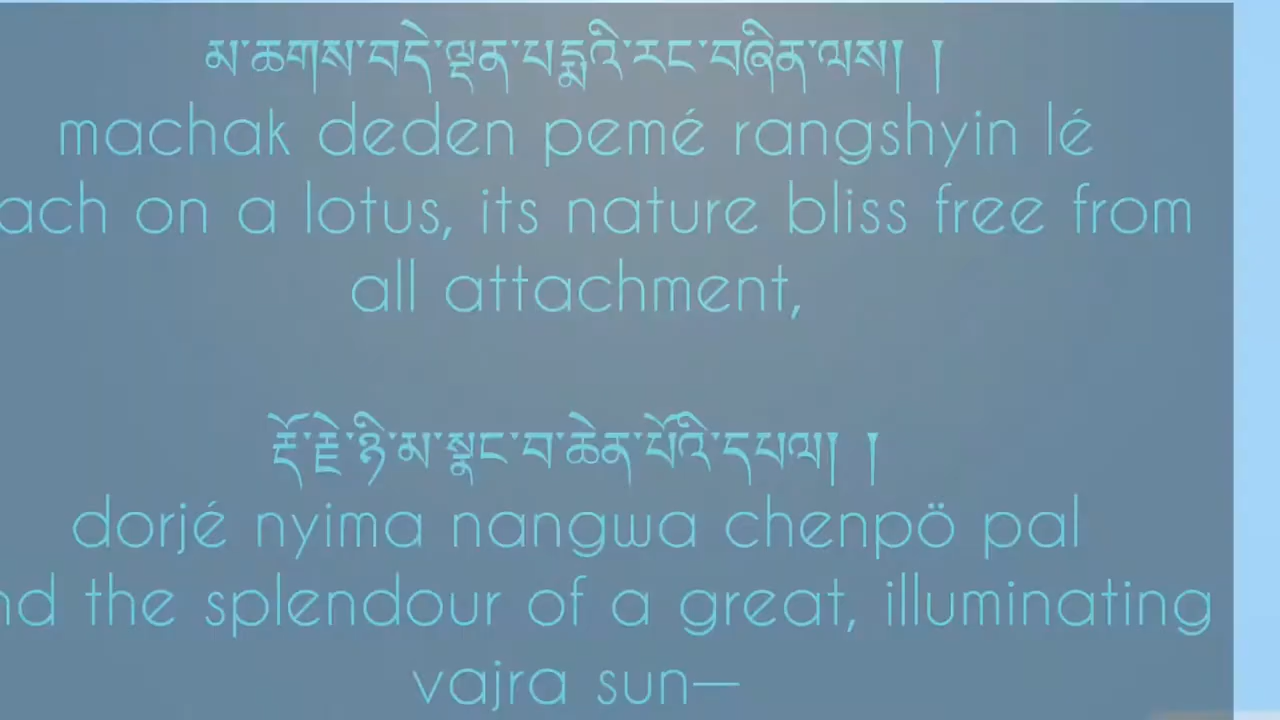 མ་ཆགས་བདེ་ལྡན་པདྨའི་རང་བཞིན་ལས། །
machak deden pemé rangshyin lé
ach on a lotus, its nature bliss free from
all attachment,
རྡོ་རྗེ་ཉི་མ་སྣང་བ་ཆེན་པོའི་དཔལ། །
dorjé nyima nangwa chenpö pal
nd the splendour of a great, illuminating
vajra sun—